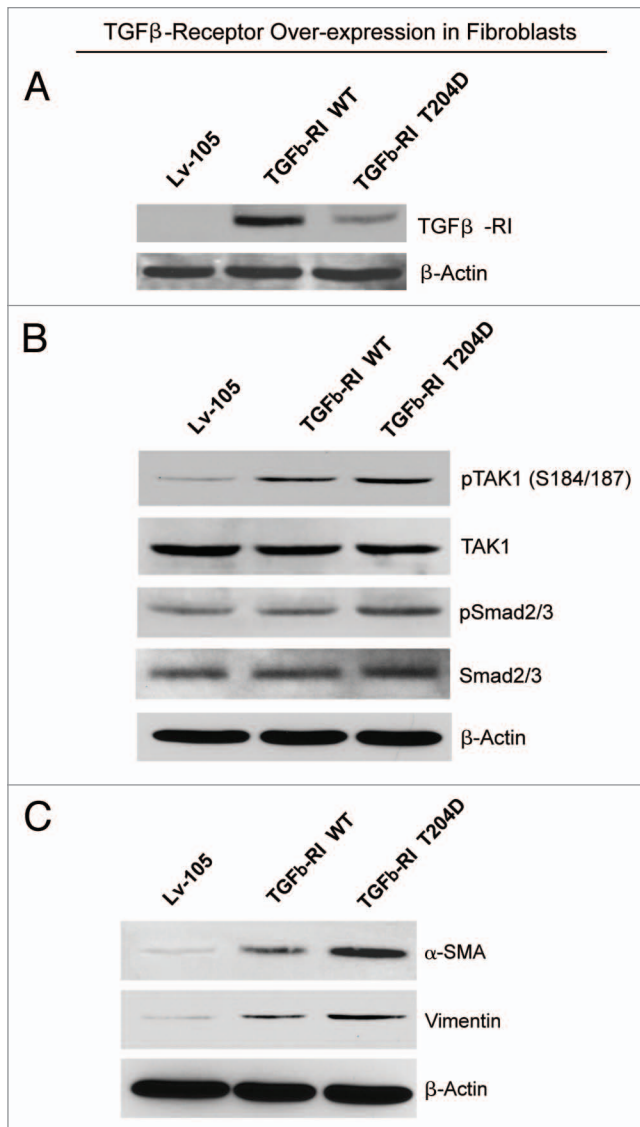 TGFβ-Receptor Over-expression in Fibroblasts
A
Lv-105
TGFb-RI WT
TGFb-RI T204D
TGFβ -RI
β-Actin
B
Lv-105
TGFb-RI WT
TGFb-RI T204D
pTAK1 (S184/187)
TAK1
pSmad2/3
Smad2/3
β-Actin
C
Lv-105
TGFb-RI WT
TGFb-RI T204D
α-SMA
Vimentin
β-Actin